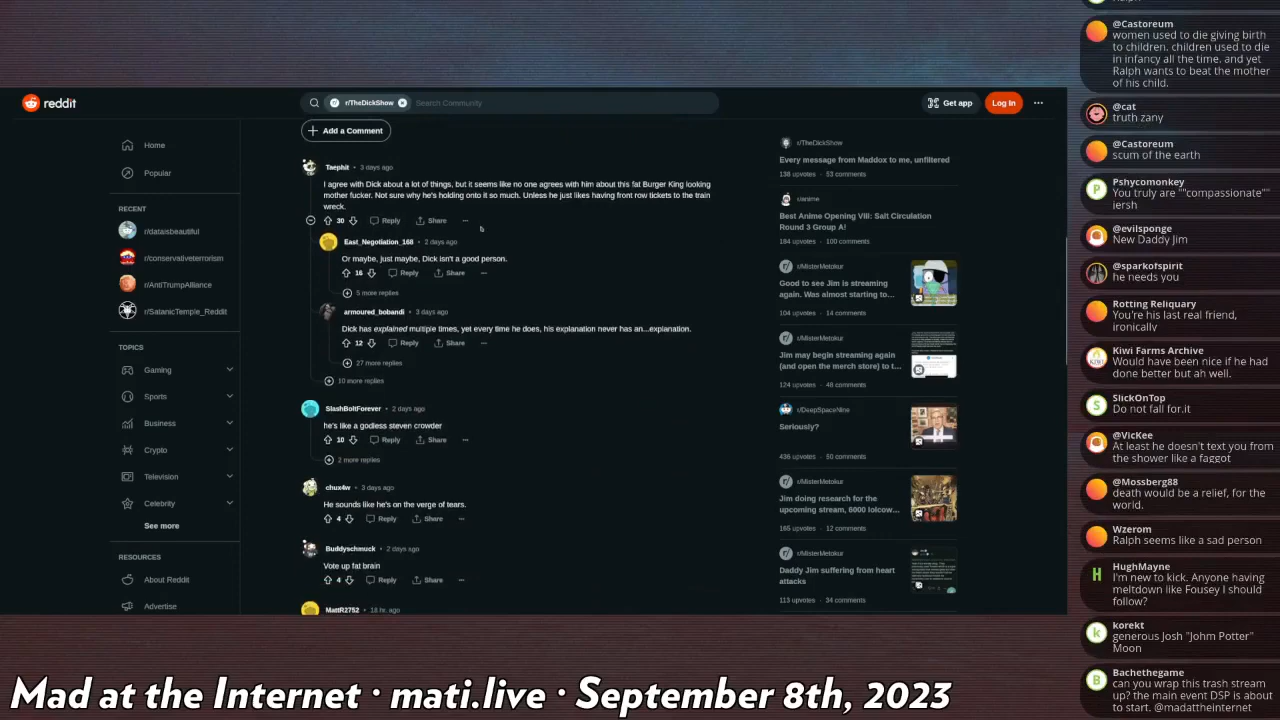 reddit
r/TheDickShow
Search Community
Get app
Log In
Home
Popular
RECENT
r/dataisbeautiful
r/conservativeterrorism
r/AntiTrumpAlliance
r/SatanicTemple_Reddit
TOPICS
Gaming
Sports
Business
Crypto
Television
Celebrity
See more
RESOURCES
About Reddit
Advertise
Add a Comment
Taephit • 3 days ago
I agree with Dick about a lot of things, but it seems like no one agrees with him about this fat Burger King looking
mother fucker. Not sure why he's holding onto it so much. Unless he just likes having front row tickets to the train
wreck.
30 Reply Share
East_Negotiation_168 • 2 days ago
Or maybe, just maybe, Dick isn't a good person.
16 Reply Share
5 more replies
armoured_bobandi • 3 days ago
Dick has explained multiple times, yet every time he does, his explanation never has an...explanation.
12 Reply Share
27 more replies
10 more replies
SlashBoltForever • 2 days ago
he's like a godless steven crowder
10 Reply Share
2 more replies
chux4w • 3 days ago
He sounds like he's on the verge of tears.
4 Reply Share
Buddyschmuck • 2 days ago
Vote up fat brain
4 Reply Share
MattR2752 • 18 hr. ago
r/TheDickShow
Every message from Maddox to me, unfiltered
138 upvotes · 53 comments
r/anime
Best Anime Opening VIII: Salt Circulation
Round 3 Group A!
184 upvotes · 100 comments
r/MisterMetokur
Good to see Jim is streaming
again. Was almost starting to...
104 upvotes · 14 comments
r/MisterMetokur
Jim may begin streaming again
(and open the merch store) to t...
124 upvotes · 48 comments
r/DeepSpaceNine
Seriously?
436 upvotes · 50 comments
r/MisterMetokur
Jim doing research for the
upcoming stream, 6000 lolcow...
165 upvotes · 12 comments
r/MisterMetokur
Daddy Jim suffering from heart
attacks
113 upvotes · 34 comments
@Castoreum
women used to die giving birth
to children. children used to die
in infancy all the time. and yet
Ralph wants to beat the mother
of his child.
@cat
truth zany
@Castoreum
scum of the earth
Pshyconkey
You truly are ""compassionate""
jersh
@evilsponge
New Daddy Jim
@sparkofspirit
he needs you
Rotting Reliquary
You're his last real friend,
ironically
Kiwi Farms Andy
Would be more dire if he had
done beter but ah well.
SlickOnTop
Do not fall for it
@VicKee
At least he doesn't text you from
the shower like a faggot
@Mossberg88
death would be a relief, for the
world.
Wzerom
Ralph seems like a sad person
HughMayne
I'm new to kick. Anyone having
meltdown like Fousey I should
follow?
korekt
generous Josh "Johm Potter"
Moon
Bachethegame
Can you wrap this trash stream
up? the main event DSP is about
to start. @madattheinternet
Mad at the Internet · mati.live · September 8th, 2023